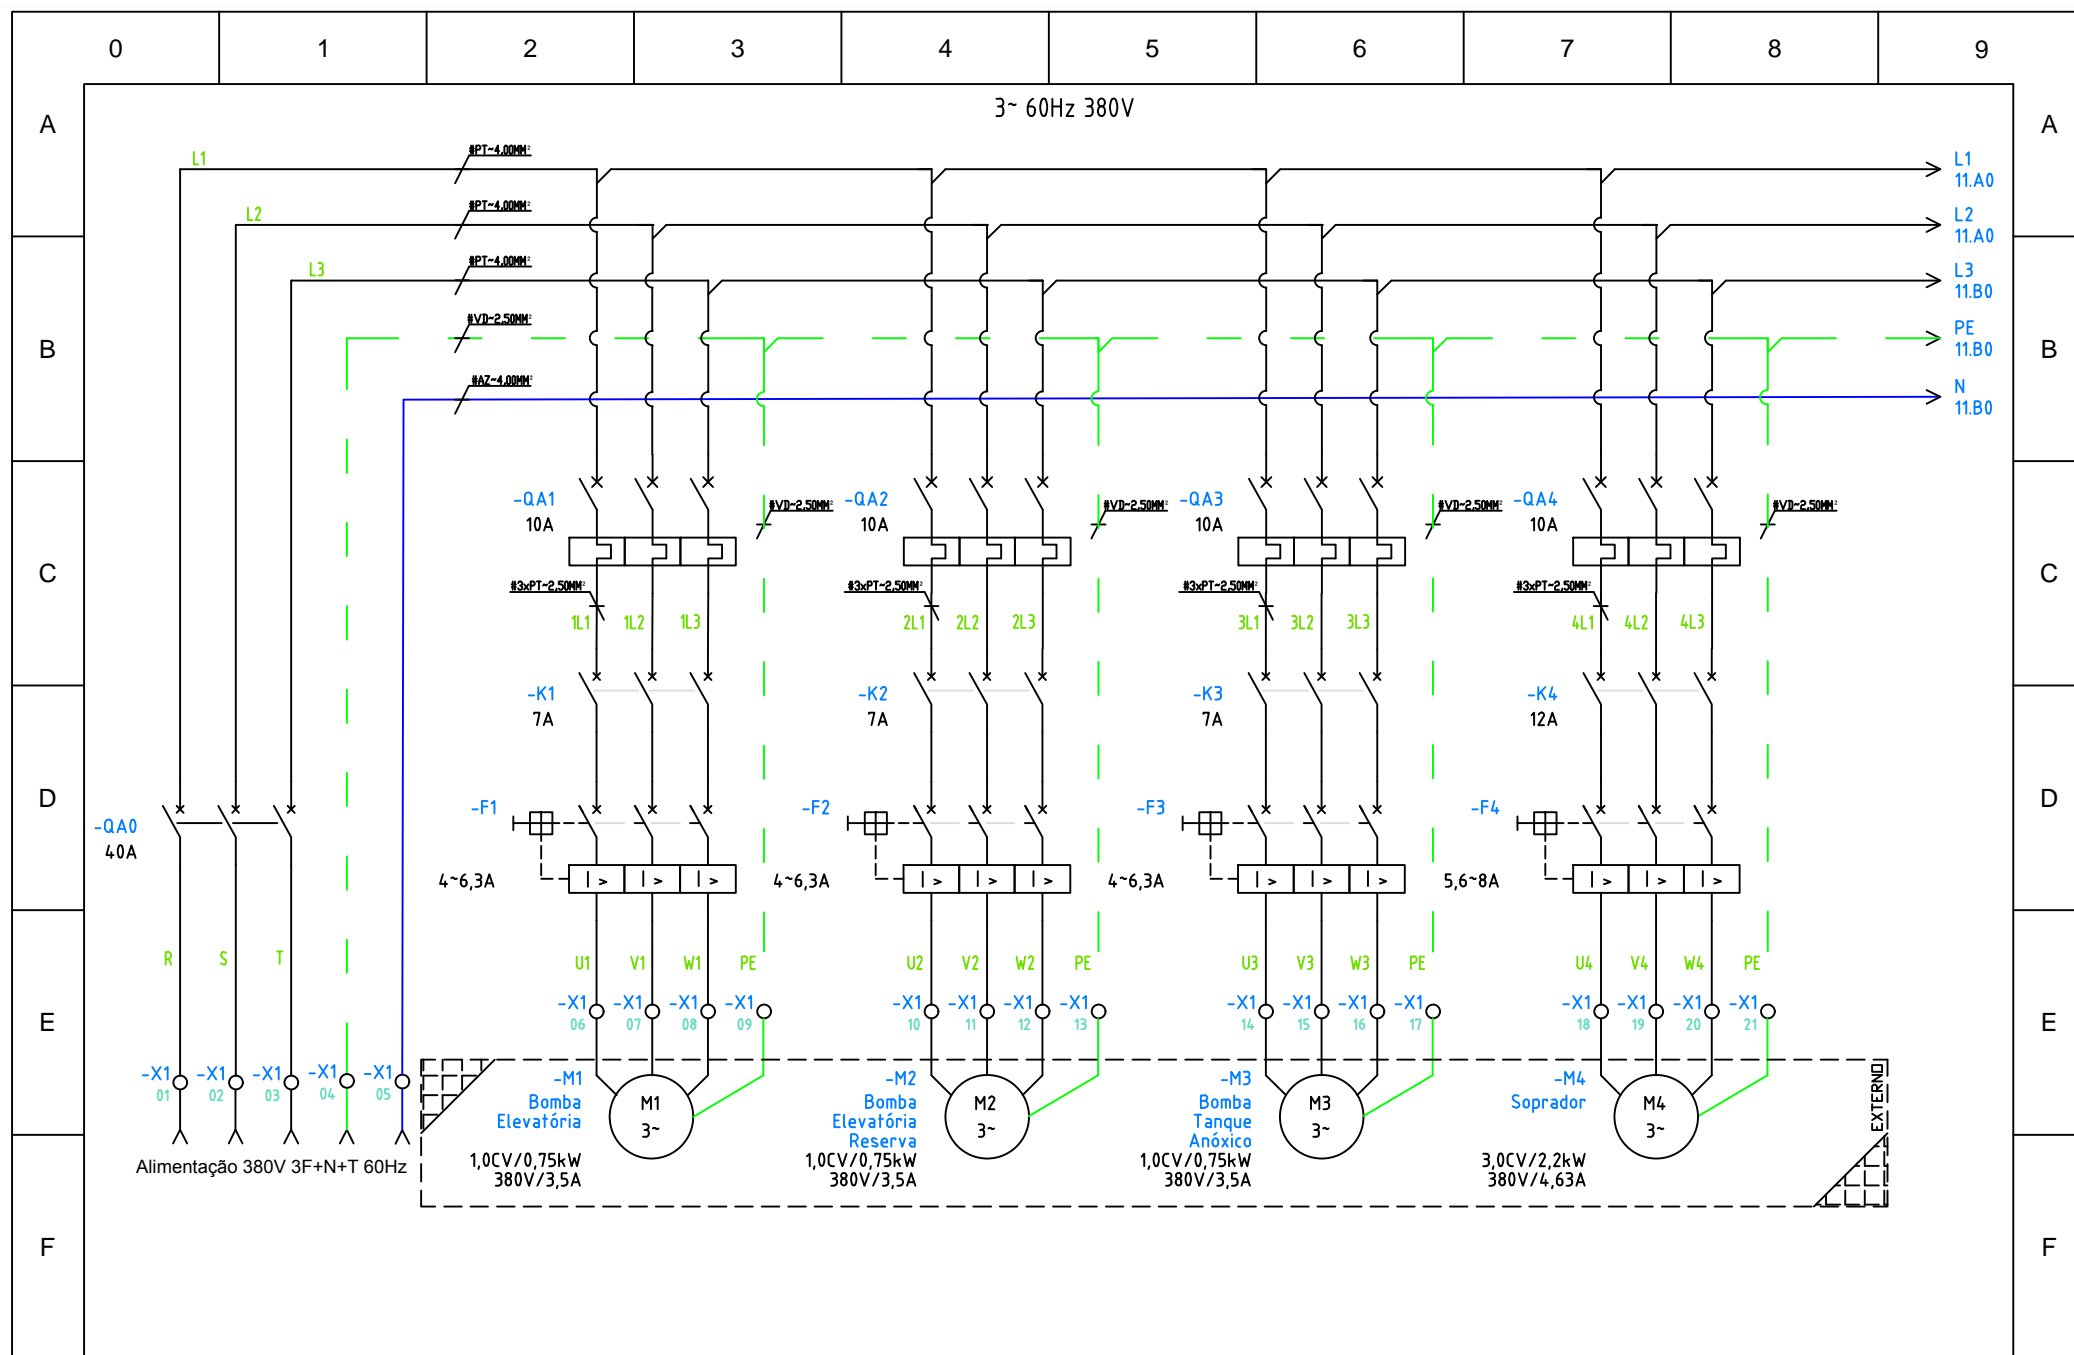 0 1 2 3 4 5 6 7 8 9
A
A
3~ 60Hz 380V
L1
#PT~4,00MM²
L1
11.A0
L2
#PT~4,00MM²
L2
11.A0
L3
#PT~4,00MM²
L3
11.B0
B
B
#VD~2,50MM²
PE
11.B0
#AZ~4,00MM²
N
11.B0
C
C
-QA1
10A
#VD~2,50MM²
-QA2
10A
#VD~2,50MM²
-QA3
10A
#VD~2,50MM²
-QA4
10A
#VD~2,50MM²
#3xPT~2,50MM²
#3xPT~2,50MM²
#3xPT~2,50MM²
#3xPT~2,50MM²
1L1 1L2 1L3
2L1 2L2 2L3
3L1 3L2 3L3
4L1 4L2 4L3
-K1
7A
-K2
7A
-K3
7A
-K4
12A
D
D
-QA0
40A
-F1
-F2
-F3
-F4
4~6,3A
I > I > I >
4~6,3A
I > I > I >
4~6,3A
I > I > I >
5,6~8A
I > I > I >
R S T
U1 V1 W1 PE
U2 V2 W2 PE
U3 V3 W3 PE
U4 V4 W4 PE
E
E
-X1 -X1 -X1 -X1
06 07 08 09
-X1 -X1 -X1 -X1
10 11 12 13
-X1 -X1 -X1 -X1
14 15 16 17
-X1 -X1 -X1 -X1
18 19 20 21
-X1 -X1 -X1 -X1 -X1
01 02 03 04 05
Alimentação 380V 3F+N+T 60Hz
-M1
Bomba
Elevatória
1,0CV/0,75kW
380V/3,5A
M1
3~
-M2
Bomba
Elevatória
Reserva
1,0CV/0,75kW
380V/3,5A
M2
3~
-M3
Bomba
Tanque
Anóxico
1,0CV/0,75kW
380V/3,5A
M3
3~
-M4
Soprador
3,0CV/2,2kW
380V/4,63A
M4
3~
EXTERNO
F
F